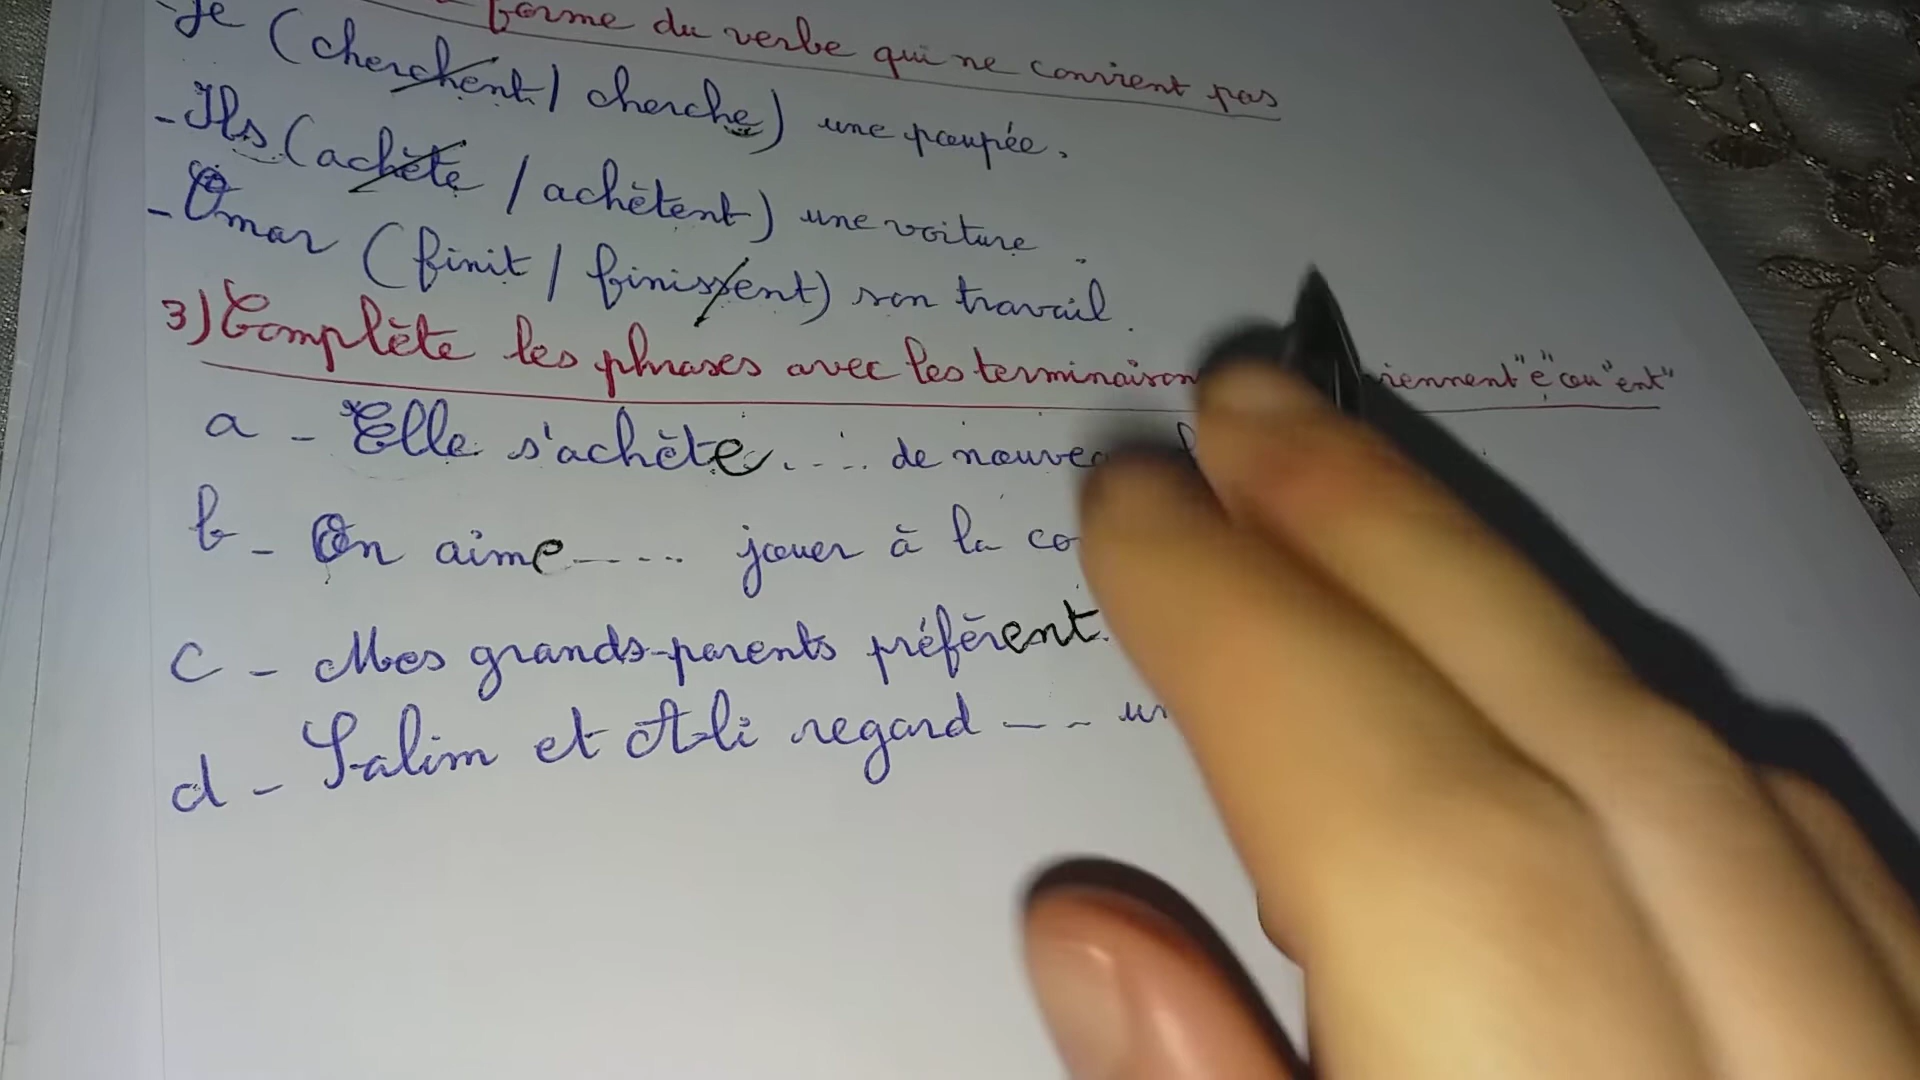 forme du verbe qui ne convient pas
- Je (cherchent / cherche) une poupée.
- Ils (achète / achètent) une voiture.
- Omar (finit / finissent) son travail.
3) Complète les phrases avec les terminaison "e" ou "ent"
a - Elle s'achète..... de
b - On aime..... jouer à la
c - Mes grands-parents préfèrent.
d - Salim et Ali regard - -